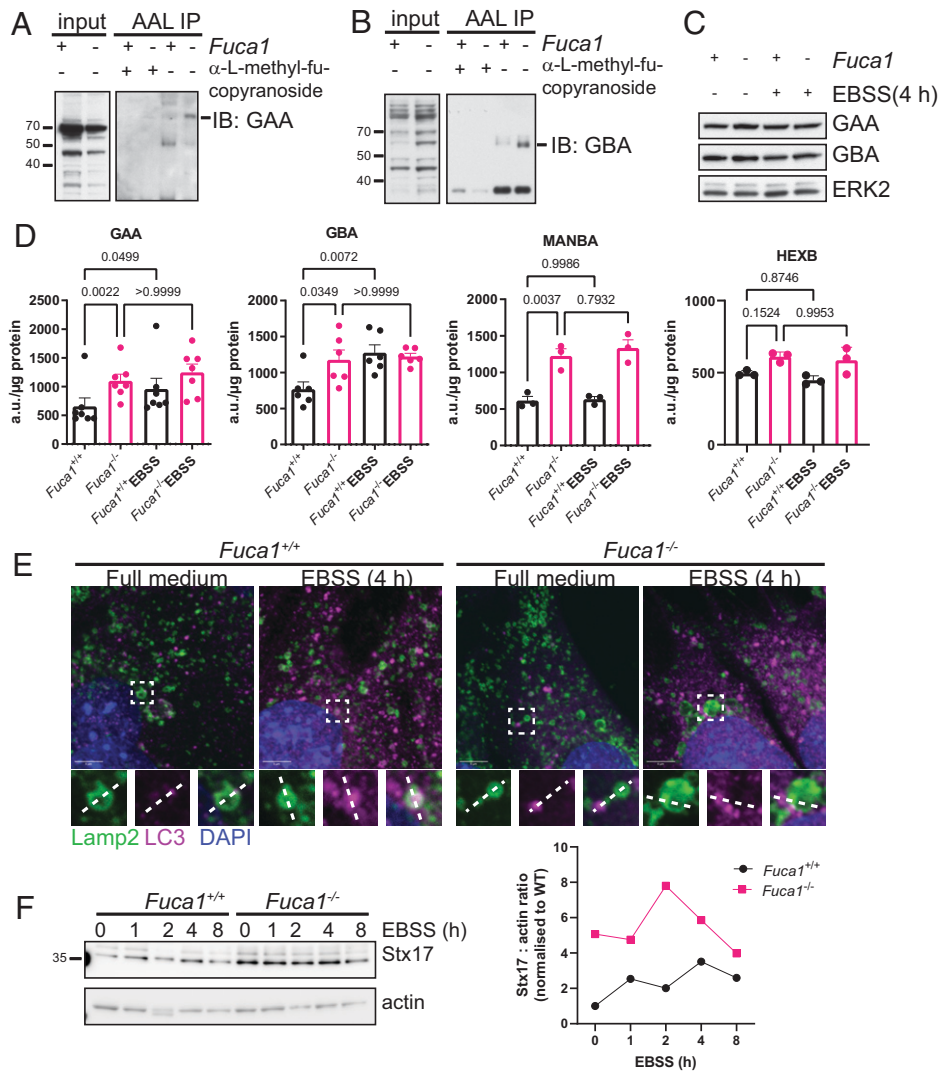 A
input
AAL IP
+ - + - + - Fuca1
- - + + - - α-L-methyl-fu-
copyranoside
70
50
40
IB: GAA
B
input
AAL IP
+ - + - + - Fuca1
- - + + - - α-L-methyl-fu-
copyranoside
70
50
40
IB: GBA
C
+ - + - Fuca1
- - + + EBSS(4 h)
GAA
GBA
ERK2
D
GAA
0.0499
0.0022 >0.9999
a.u./µg protein
2500
2000
1500
1000
500
0
Fuca1+/+
Fuca1-/-
Fuca1+/+EBSS
Fuca1-/-EBSS
GBA
0.0072
0.0349 >0.9999
a.u./µg protein
2000
1500
1000
500
0
Fuca1+/+
Fuca1-/-
Fuca1+/+EBSS
Fuca1-/-EBSS
MANBA
0.9986
0.0037 0.7932
a.u./µg protein
2000
1500
1000
500
0
Fuca1+/+
Fuca1-/-
Fuca1+/+EBSS
Fuca1-/-EBSS
HEXB
0.8746
0.1524 0.9953
a.u./µg protein
1000
500
0
Fuca1+/+
Fuca1-/-
Fuca1+/+EBSS
Fuca1-/-EBSS
E
Fuca1+/+
Fuca1-/-
Full medium EBSS (4 h) Full medium EBSS (4 h)
Lamp2 LC3 DAPI
F
Fuca1+/+ Fuca1-/-
0 1 2 4 8 0 1 2 4 8 EBSS (h)
35
Stx17
actin
Stx17 : actin ratio
(normalised to WT)
10
8
6
4
2
0
0 1 2 4 8
EBSS (h)
Fuca1+/+
Fuca1-/-